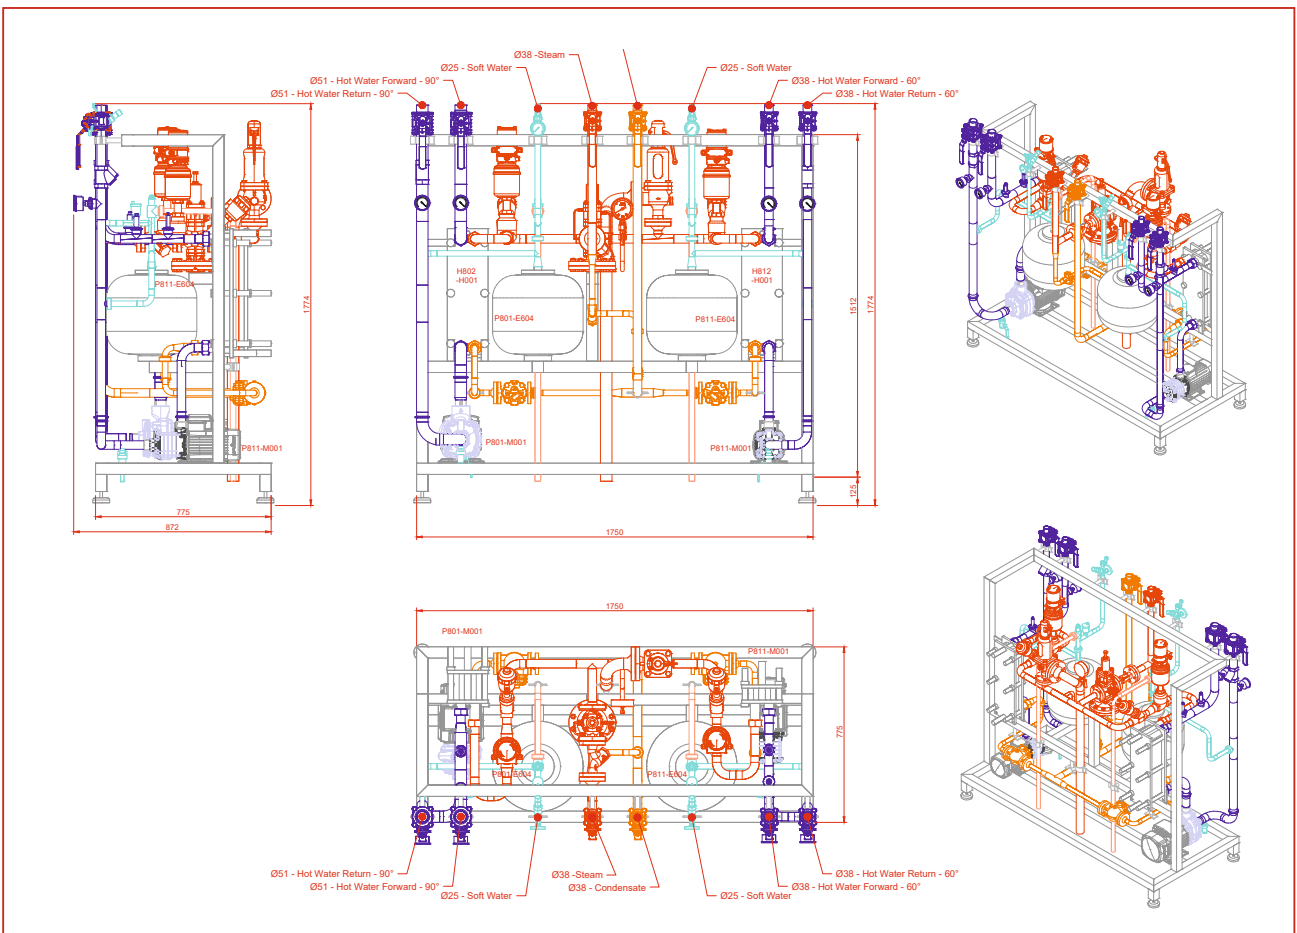 Ø38 -Steam
Ø25 - Soft Water
Ø25 - Soft Water
Ø51 - Hot Water Forward - 90°
Ø38 - Hot Water Forward - 60°
Ø51 - Hot Water Return - 90°
Ø38 - Hot Water Return - 60°
P811-E604
1774
H802
-H001
H812
-H001
P801-E604
P811-E604
1512
1774
P801-M001
P811-M001
P811-M001
125
775
872
1750
1750
P801-M001
P811-M001
775
P801-E604
P811-E604
Ø51 - Hot Water Return - 90°
Ø38 -Steam
Ø38 - Hot Water Return - 60°
Ø51 - Hot Water Forward - 90°
Ø38 - Condensate
Ø38 - Hot Water Forward - 60°
Ø25 - Soft Water
Ø25 - Soft Water